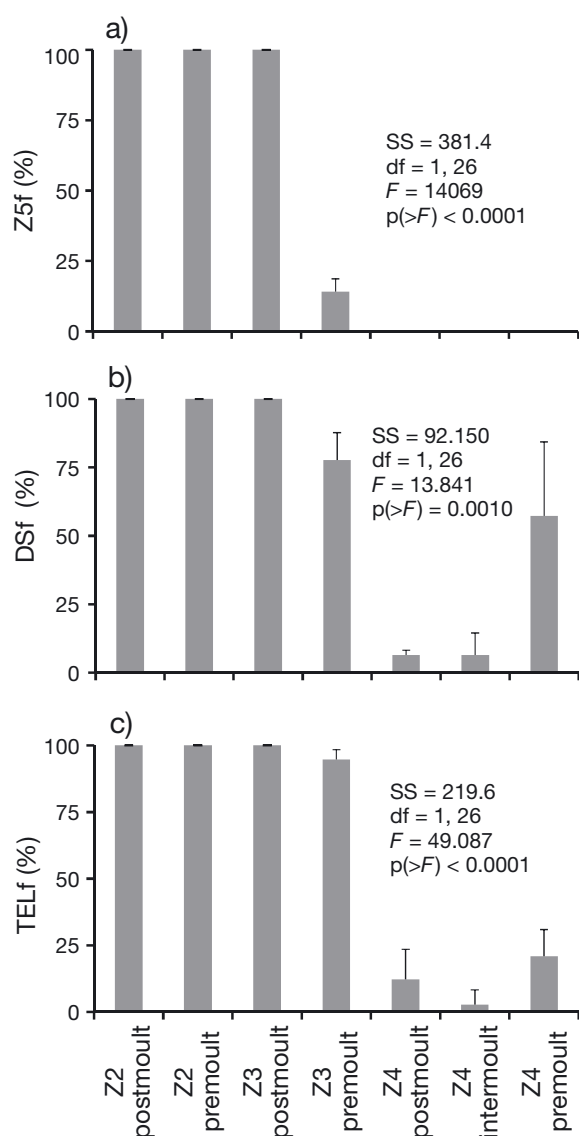 a)
100
75
50
25
0
Z5f (%)
SS = 381.4
df = 1, 26
F = 14069
p(>F) < 0.0001
b)
100
75
50
25
0
DSf (%)
SS = 92.150
df = 1, 26
F = 13.841
p(>F) = 0.0010
c)
100
75
50
25
0
TELf (%)
SS = 219.6
df = 1, 26
F = 49.087
p(>F) < 0.0001
Z2
postmoult
Z2
premoult
Z3
postmoult
Z3
premoult
Z4
postmoult
Z4
intermoult
Z4
premoult